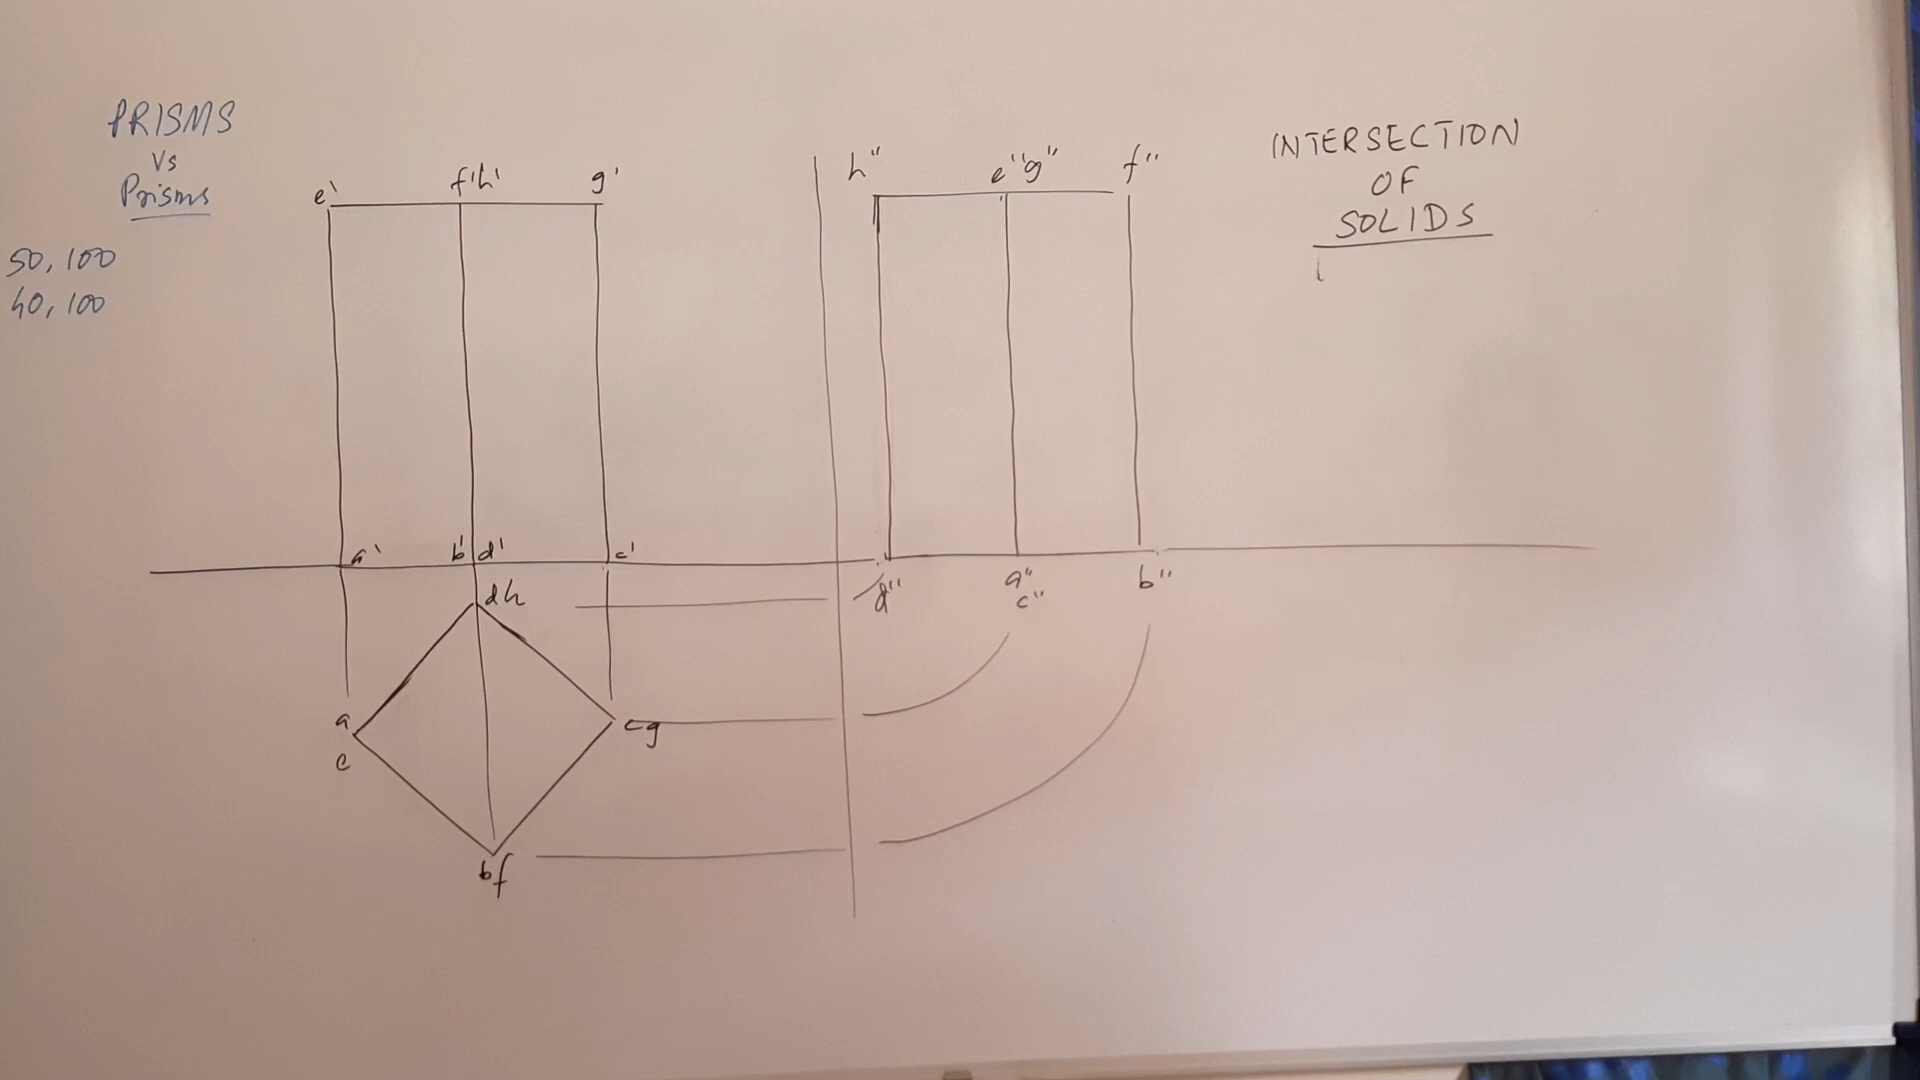 PRISMS
Vs
Prisms
50, 100
40, 100
e' f'h' g'
h" e"g" f"
INTERSECTION
OF
SOLIDS
a' b' d' c'
d" a" b"
c"
dh
a
e
cg
bf